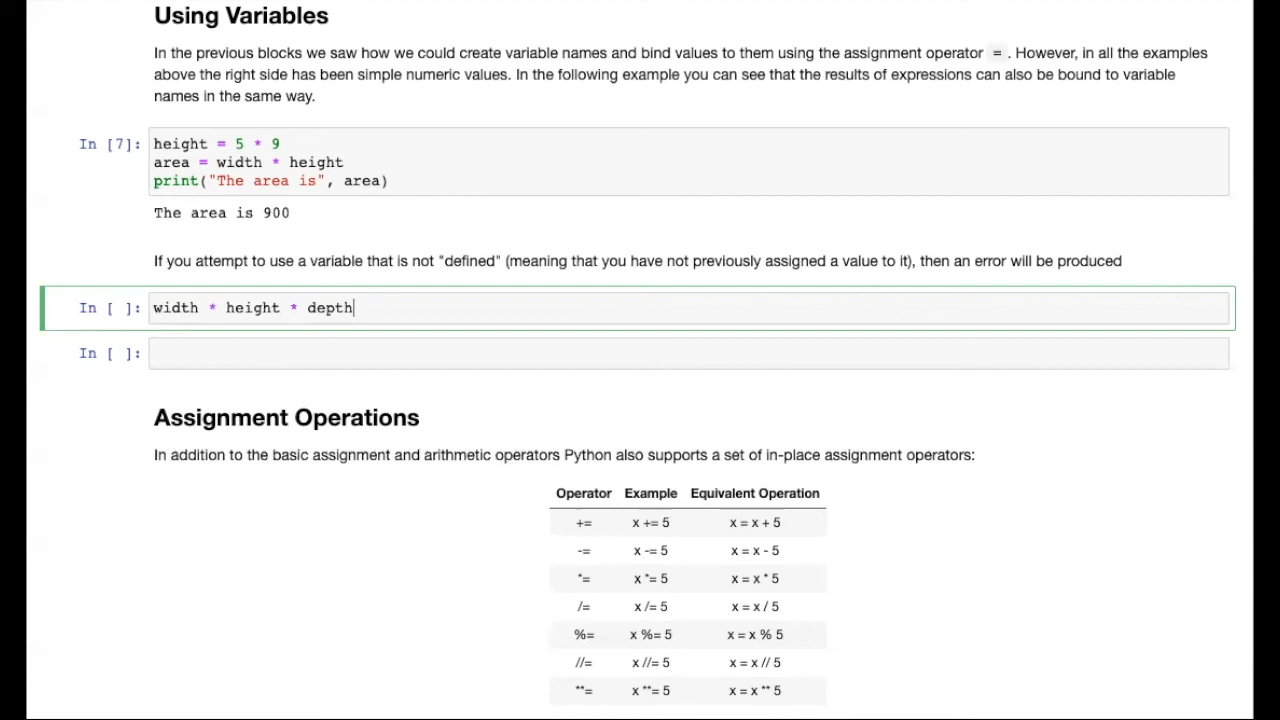 Using Variables
In the previous blocks we saw how we could create variable names and bind values to them using the assignment operator = . However, in all the examples
above the right side has been simple numeric values. In the following example you can see that the results of expressions can also be bound to variable
names in the same way.
In [7]: height = 5 * 9
area = width * height
print("The area is", area)
The area is 900
If you attempt to use a variable that is not "defined" (meaning that you have not previously assigned a value to it), then an error will be produced
In [ ]: width * height * depth
In [ ]:
Assignment Operations
In addition to the basic assignment and arithmetic operators Python also supports a set of in-place assignment operators:
Operator Example Equivalent Operation
+= x += 5 x = x + 5
-= x -= 5 x = x - 5
*= x *= 5 x = x * 5
/= x /= 5 x = x / 5
%= x %= 5 x = x % 5
//= x //= 5 x = x // 5
**= x **= 5 x = x ** 5